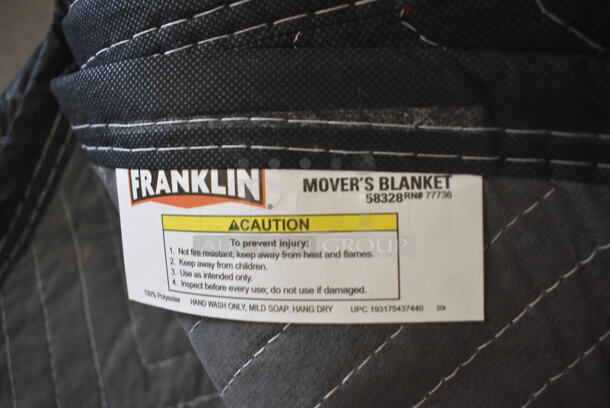 FRANKLIN®
MOVER'S BLANKET
58328 RN# 77736
⚠CAUTION
To prevent injury:
1. Not fire resistant; keep away from heat and flames.
2. Keep away from children.
3. Use as intended only.
4. Inspect before every use; do not use if damaged.
100% Polyester HAND WASH ONLY, MILD SOAP, HANG DRY UPC 193175437440 20i